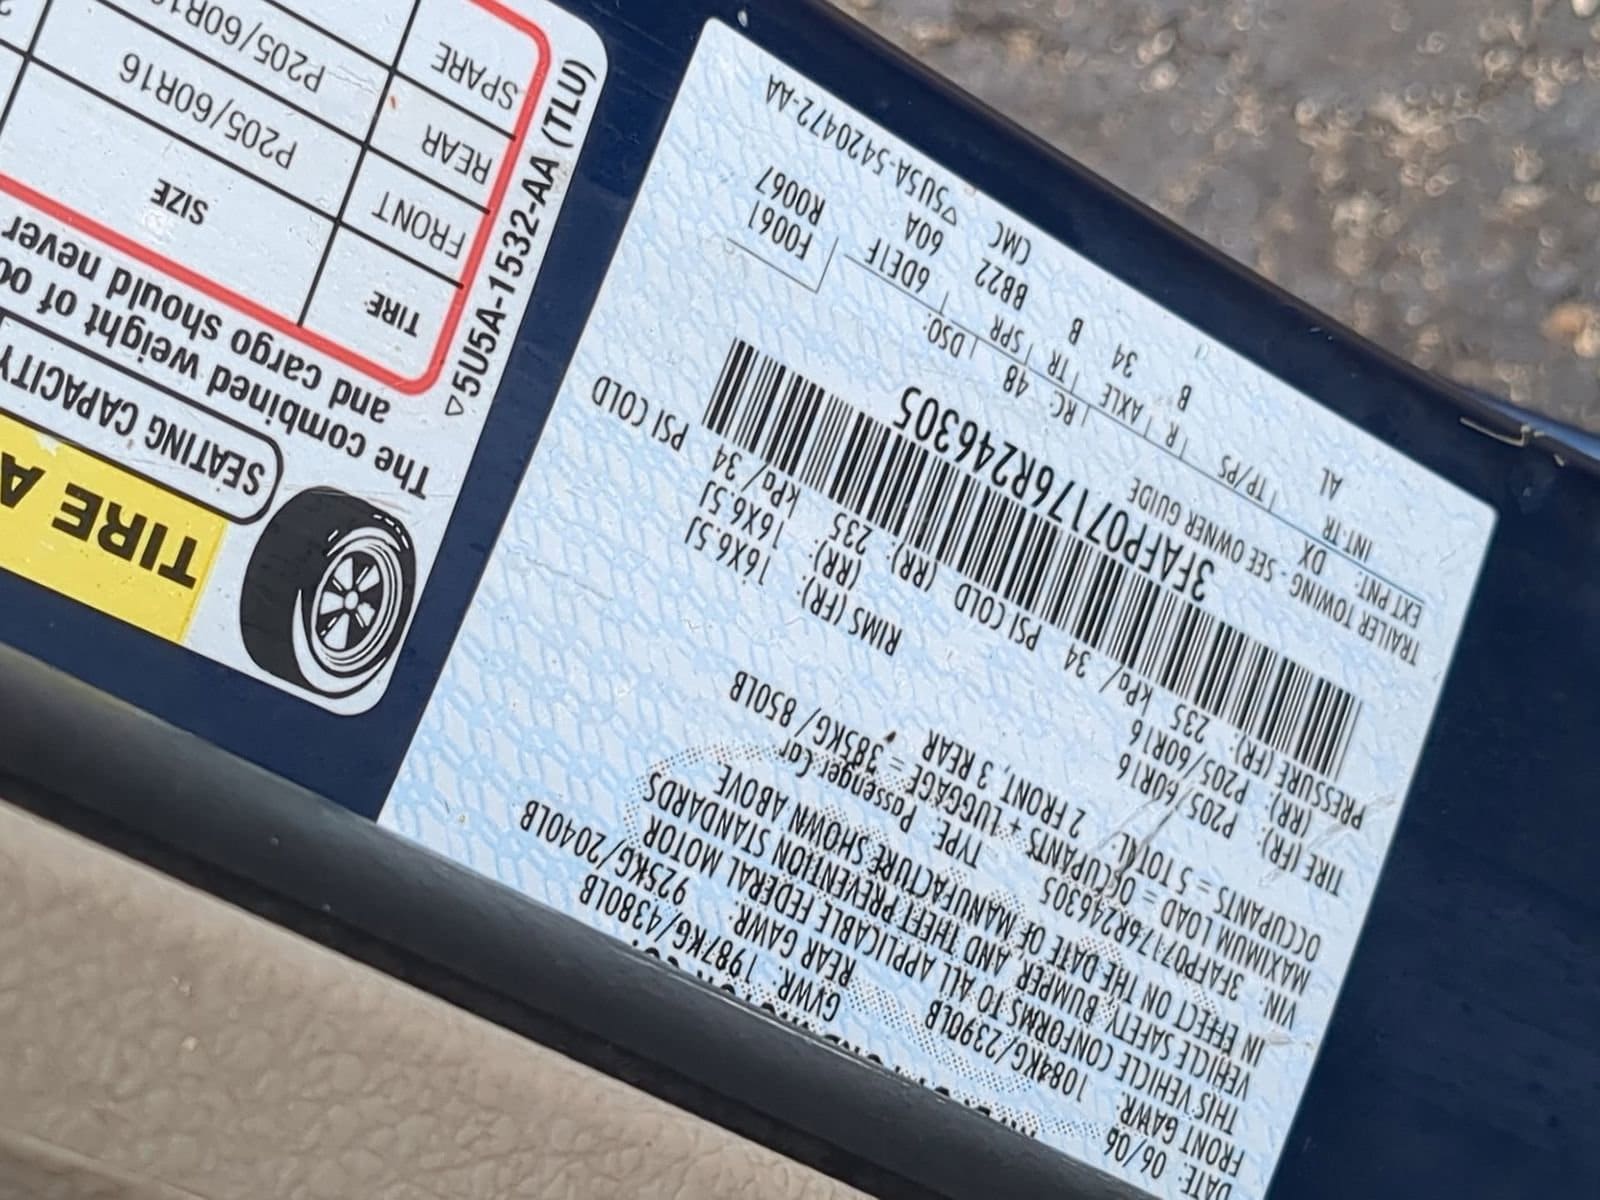 TIRE A
SEATING CAPACITY
The combined weight of oc
and cargo should never
TIRE SIZE
FRONT P205/60R16
REAR P205/60R16
SPARE
▽5U5A-1532-AA (TLU)
DATE: 06/06 GVWR: 1987KG/4380LB
FRONT GAWR: 1084KG/2390LB REAR GAWR: 925KG/2040LB
THIS VEHICLE CONFORMS TO ALL APPLICABLE FEDERAL MOTOR
VEHICLE SAFETY, BUMPER AND THEFT PREVENTION STANDARDS
IN EFFECT ON THE DATE OF MANUFACTURE SHOWN ABOVE
VIN: 3FAFP07176R246305 TYPE: Passenger Car
MAXIMUM LOAD = OCCUPANTS + LUGGAGE = 385KG/ 850LB
OCCUPANTS = 5 TOTAL, 2 FRONT, 3 REAR
TIRE (FR): P205/60R16 RIMS (FR): 16X6.5J
(RR): P205/60R16 (RR): 16X6.5J
PRESSURE (FR): 235 kPa/ 34 PSI COLD (RR): 235 kPa/ 34 PSI COLD
3FAFP07176R246305
TRAILER TOWING - SEE OWNER GUIDE
EXT PNT: DX RC: 48 DSO: F0061
INT.TR TP/PS R AXLE TR SPR 6DE1F R0067
AL B 34 B BB22 60A
CMC
▽5U5A-5420472-AA